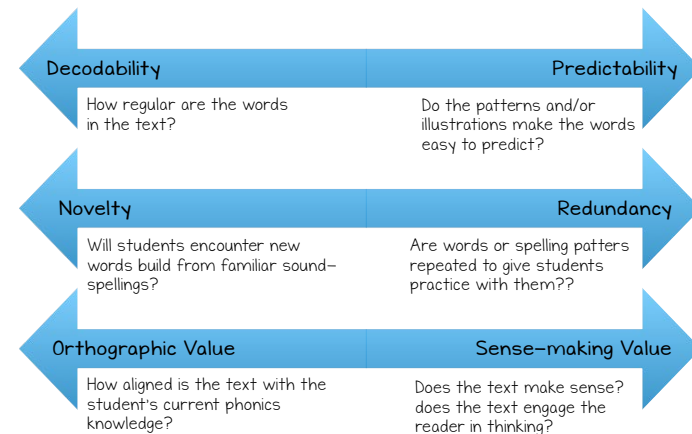 Decodability
Predictability
How regular are the words
in the text?
Do the patterns and/or
illustrations make the words
easy to predict?
Novelty
Redundancy
Will students encounter new
words build from familiar sound-
spellings?
Are words or spelling patters
repeated to give students
practice with them??
Orthographic Value
Sense-making Value
How aligned is the text with the
student's current phonics
knowledge?
Does the text make sense?
does the text engage the
reader in thinking?